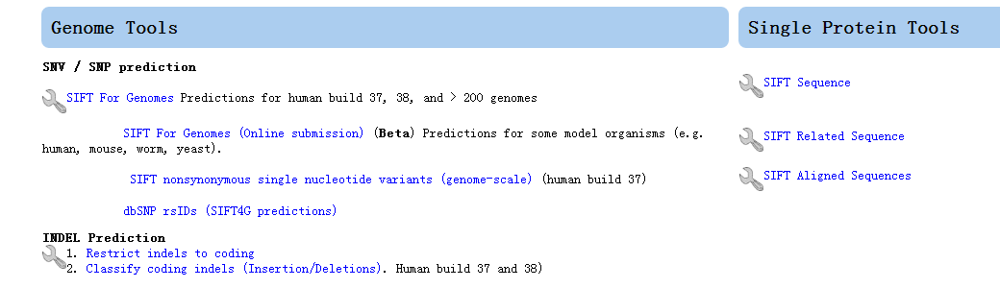 Genome Tools
SNV / SNP prediction
SIFT For Genomes Predictions for human build 37, 38, and > 200 genomes
SIFT For Genomes (Online submission) (Beta) Predictions for some model organisms (e.g.
human, mouse, worm, yeast).
SIFT nonsynonymous single nucleotide variants (genome-scale) (human build 37)
dbSNP rsIDs (SIFT4G predictions)
INDEL Prediction
1. Restrict indels to coding
2. Classify coding indels (Insertion/Deletions). Human build 37 and 38)
Single Protein Tools
SIFT Sequence
SIFT Related Sequence
SIFT Aligned Sequences